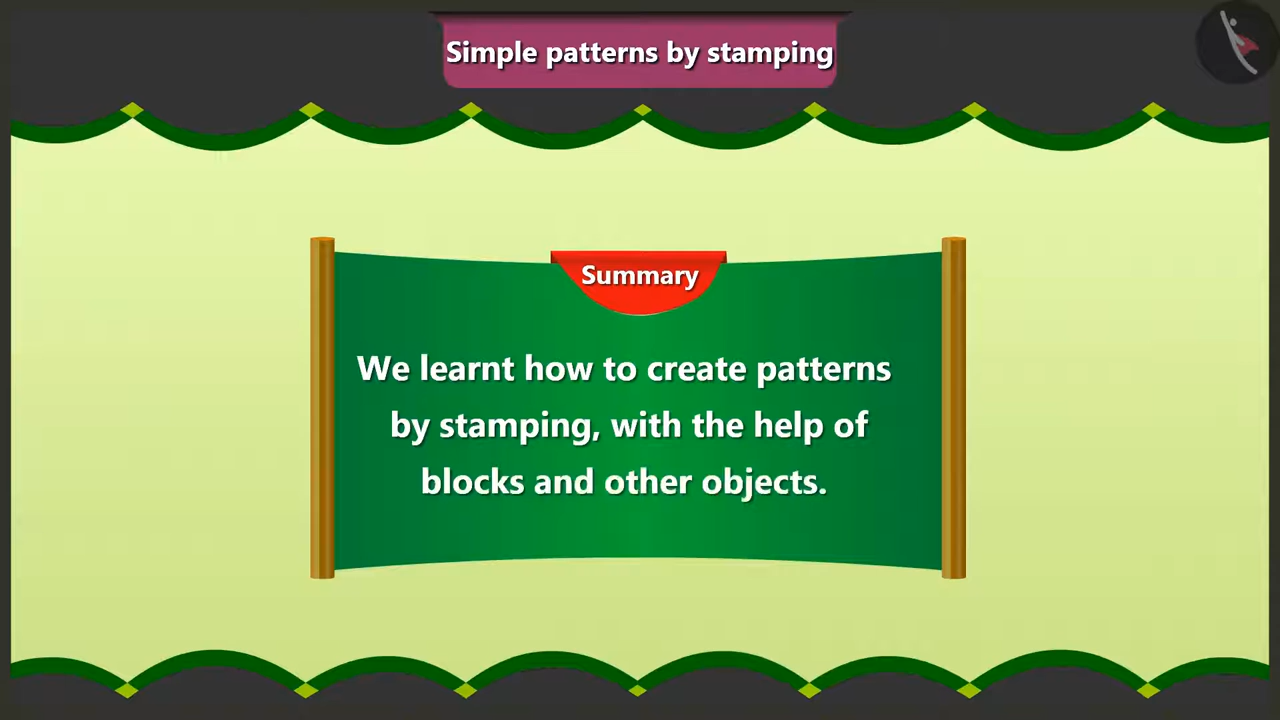 Simple patterns by stamping
Summary
We learnt how to create patterns
by stamping, with the help of
blocks and other objects.